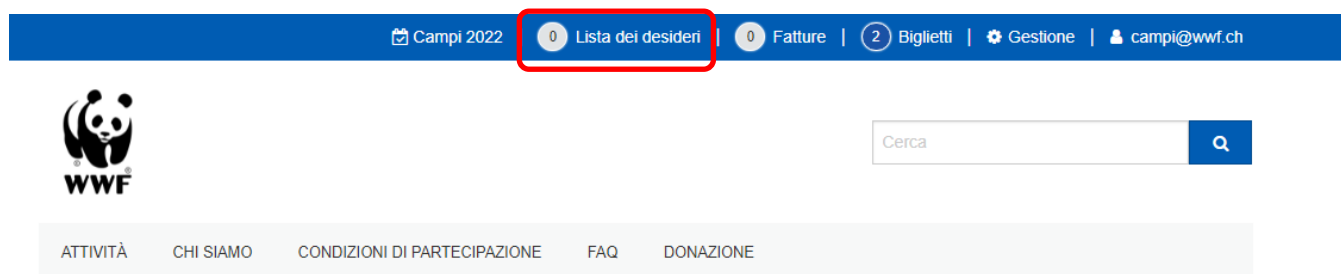 Campi 2022 0 Lista dei desideri | 0 Fatture | 2 Biglietti | Gestione | campi@wwf.ch
Cerca
WWF
ATTIVITÀ CHI SIAMO CONDIZIONI DI PARTECIPAZIONE FAQ DONAZIONE